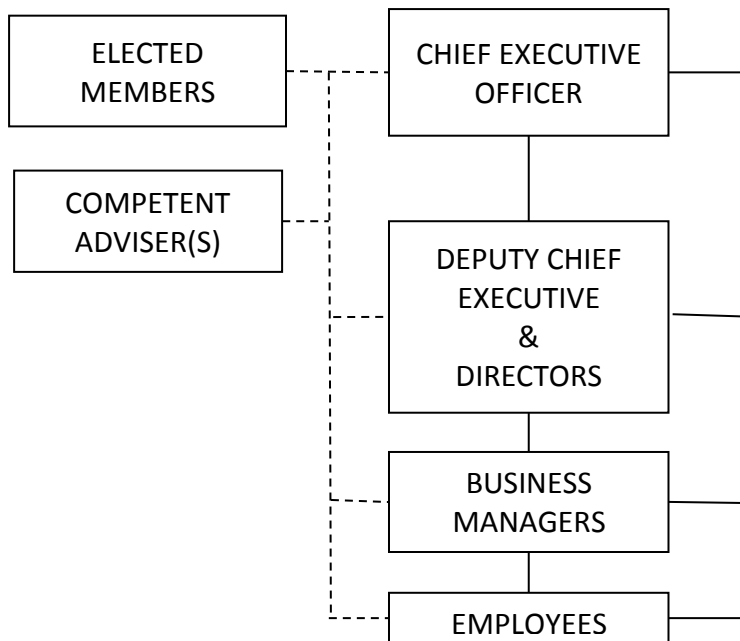 ELECTED
MEMBERS
CHIEF EXECUTIVE
OFFICER
COMPETENT
ADVISER(S)
DEPUTY CHIEF
EXECUTIVE
&
DIRECTORS
BUSINESS
MANAGERS
EMPLOYEES